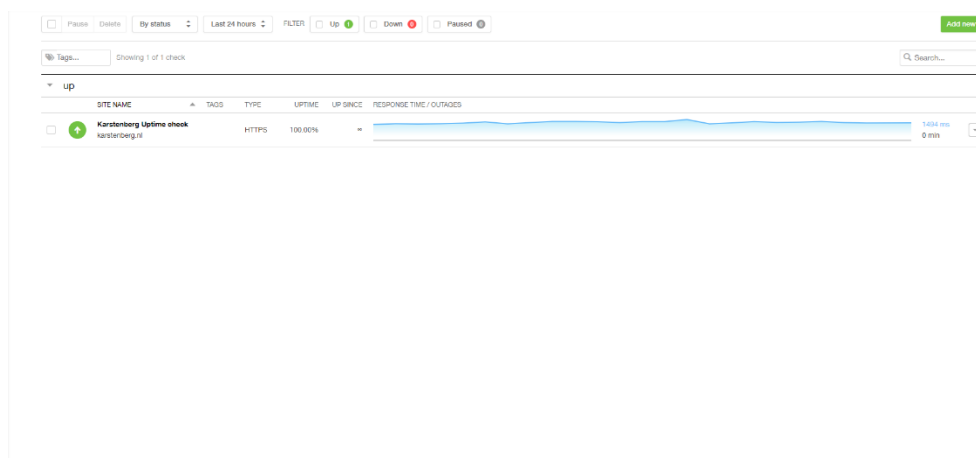 Pause Delete By status Last 24 hours FILTER Up 1 Down 0 Paused 0 Add new
Tags... Showing 1 of 1 check Search...
up
SITE NAME TAGS TYPE UPTIME UP SINCE RESPONSE TIME / OUTAGES
Karstenberg Uptime check HTTPS 100.00% ∞ 1494 ms
karstenberg.nl 0 min